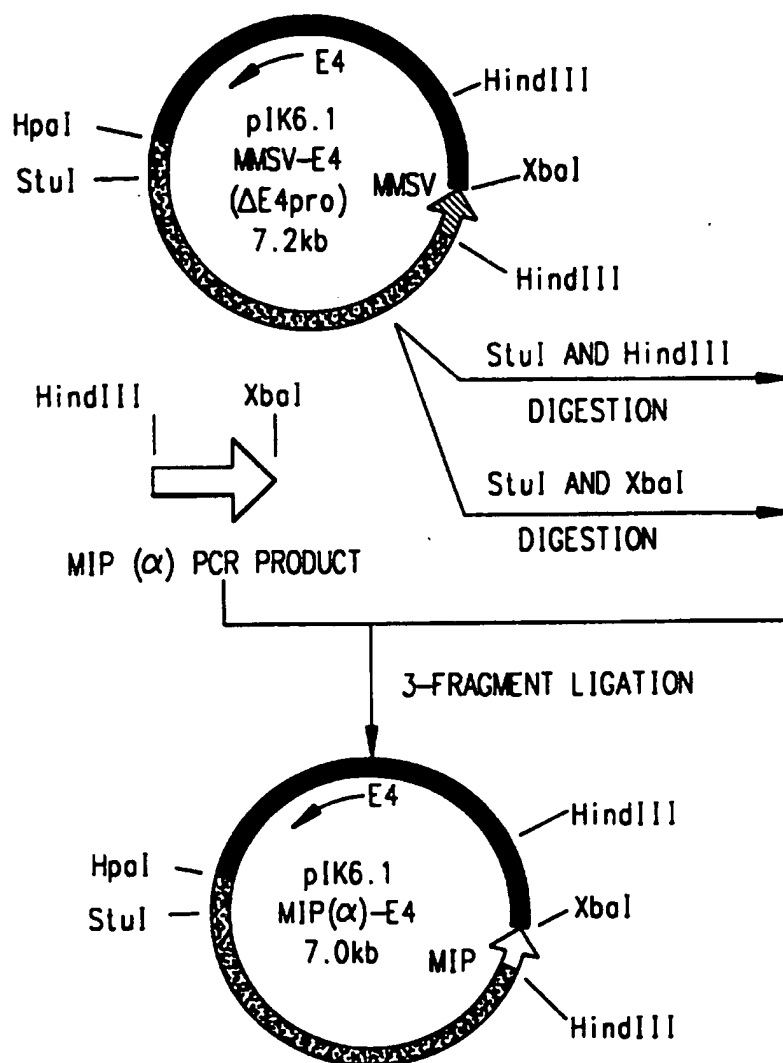 E4
HindIII
HpaI
pIK6.1
MMSV-E4
StuI
(ΔE4pro)
7.2kb
MMSV
XbaI
HindIII
StuI AND HindIII
DIGESTION
HindIII
XbaI
StuI AND XbaI
DIGESTION
MIP (α) PCR PRODUCT
3-FRAGMENT LIGATION
E4
HindIII
HpaI
pIK6.1
StuI
MIP(α)-E4
XbaI
7.0kb
MIP
HindIII